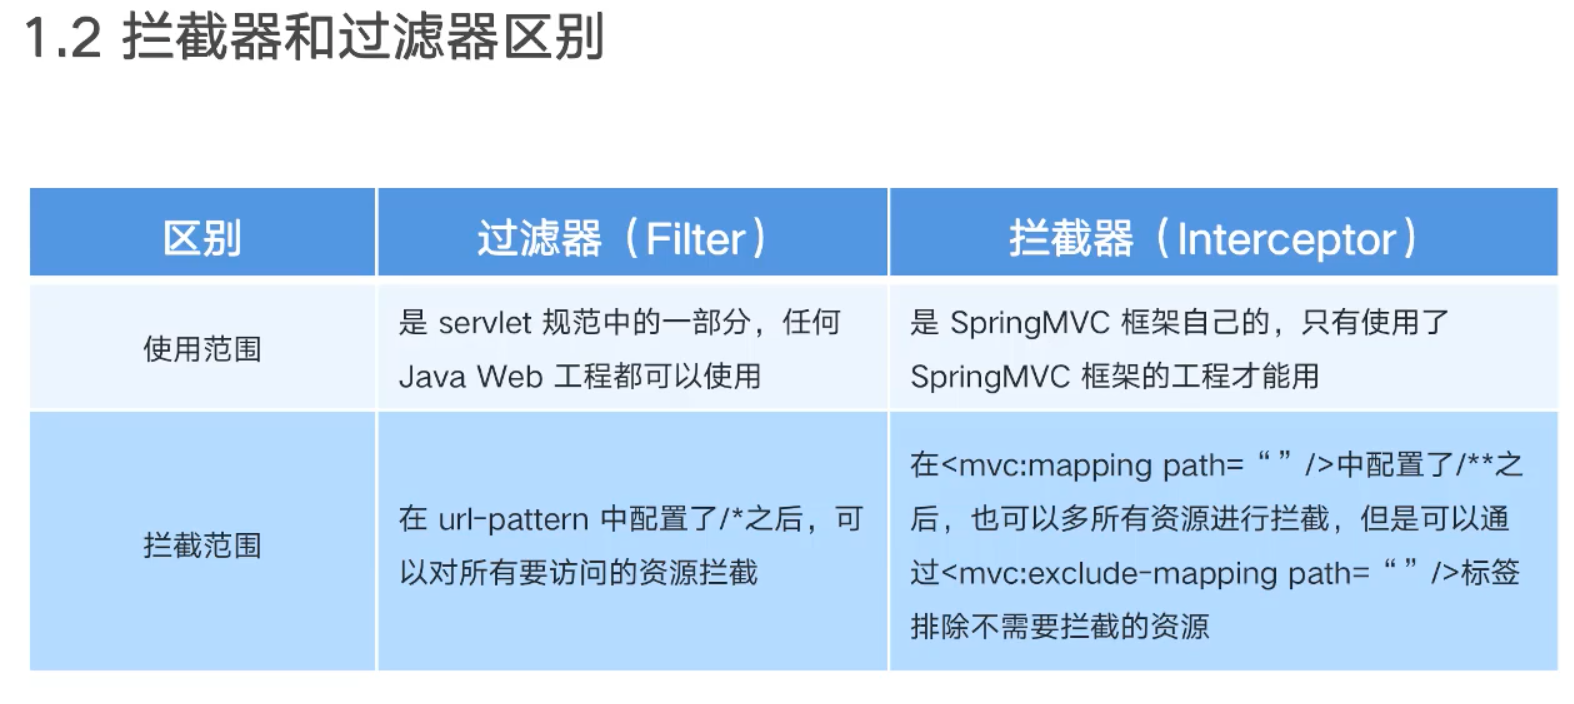 1.2 拦截器和过滤器区别
区别
过滤器（Filter）
拦截器（Interceptor）
使用范围
是 servlet 规范中的一部分，任何
Java Web 工程都可以使用
是 SpringMVC 框架自己的，只有使用了
SpringMVC 框架的工程才能用
拦截范围
在 url-pattern 中配置了/*之后，可
以对所有要访问的资源拦截
在<mvc:mapping path=“ ” />中配置了/**之
后，也可以多所有资源进行拦截，但是可以通
过<mvc:exclude-mapping path=“ ” />标签
排除不需要拦截的资源